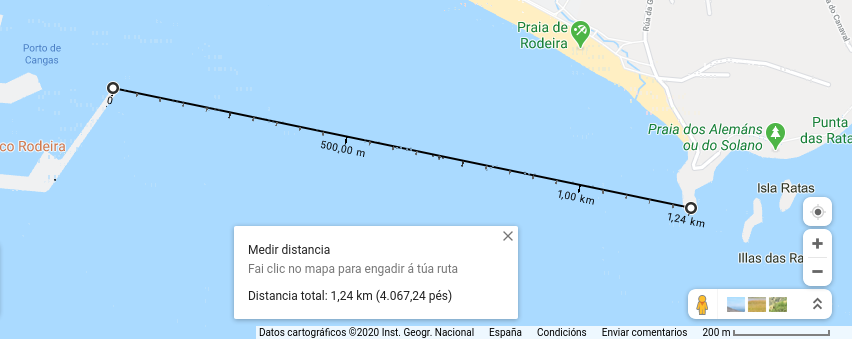 Praia de
Rodeira
Rúa da G
da do Canaval
Porto de
Cangas
0
co Rodeira
500,00 m
Praia dos Alemáns
ou do Solano
Punta
das Rata
1,00 km
1,24 km
Isla Ratas
Illas das Ra
Medir distancia
Fai clic no mapa para engadir á túa ruta
Distancia total: 1,24 km (4.067,24 pés)
Datos cartográficos ©2020 Inst. Geogr. Nacional España Condicións Enviar comentarios 200 m